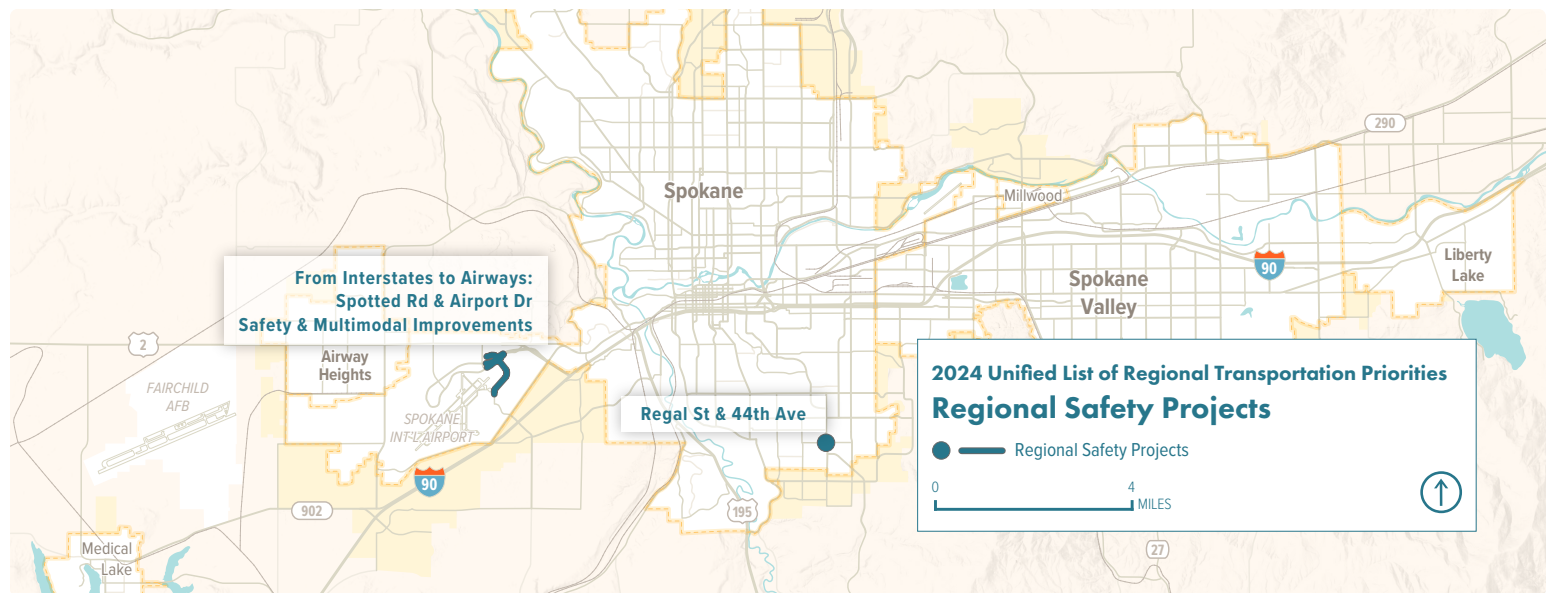 290
Spokane
Millwood
From Interstates to Airways:
Spotted Rd & Airport Dr
Safety & Multimodal Improvements
Liberty
Lake
90
Spokane
Valley
2
Airway
Heights
FAIRCHILD
AFB
SPOKANE
INT'L AIRPORT
Regal St & 44th Ave
2024 Unified List of Regional Transportation Priorities
Regional Safety Projects
Regional Safety Projects
0 4
MILES
90
902
195
Medical
Lake
27